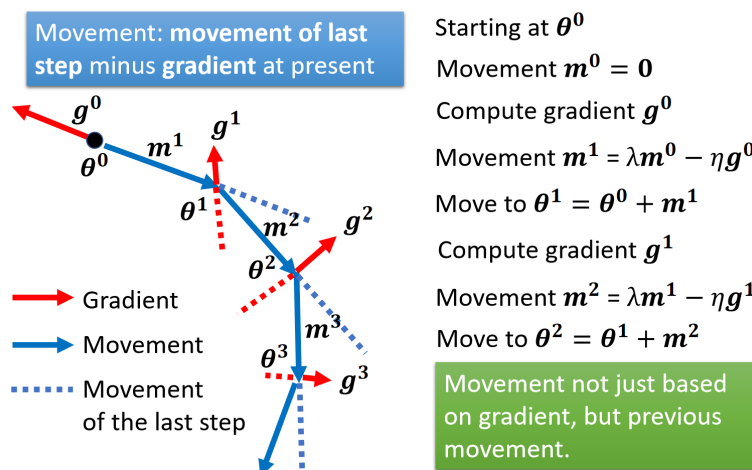 Movement: movement of last
step minus gradient at present
g⁰
θ⁰
m¹
g¹
θ¹
m²
g²
θ²
m³
θ³
g³
Gradient
Movement
Movement
of the last step
Starting at θ⁰
Movement m⁰ = 0
Compute gradient g⁰
Movement m¹ = λm⁰ − ηg⁰
Move to θ¹ = θ⁰ + m¹
Compute gradient g¹
Movement m² = λm¹ − ηg¹
Move to θ² = θ¹ + m²
Movement not just based
on gradient, but previous
movement.